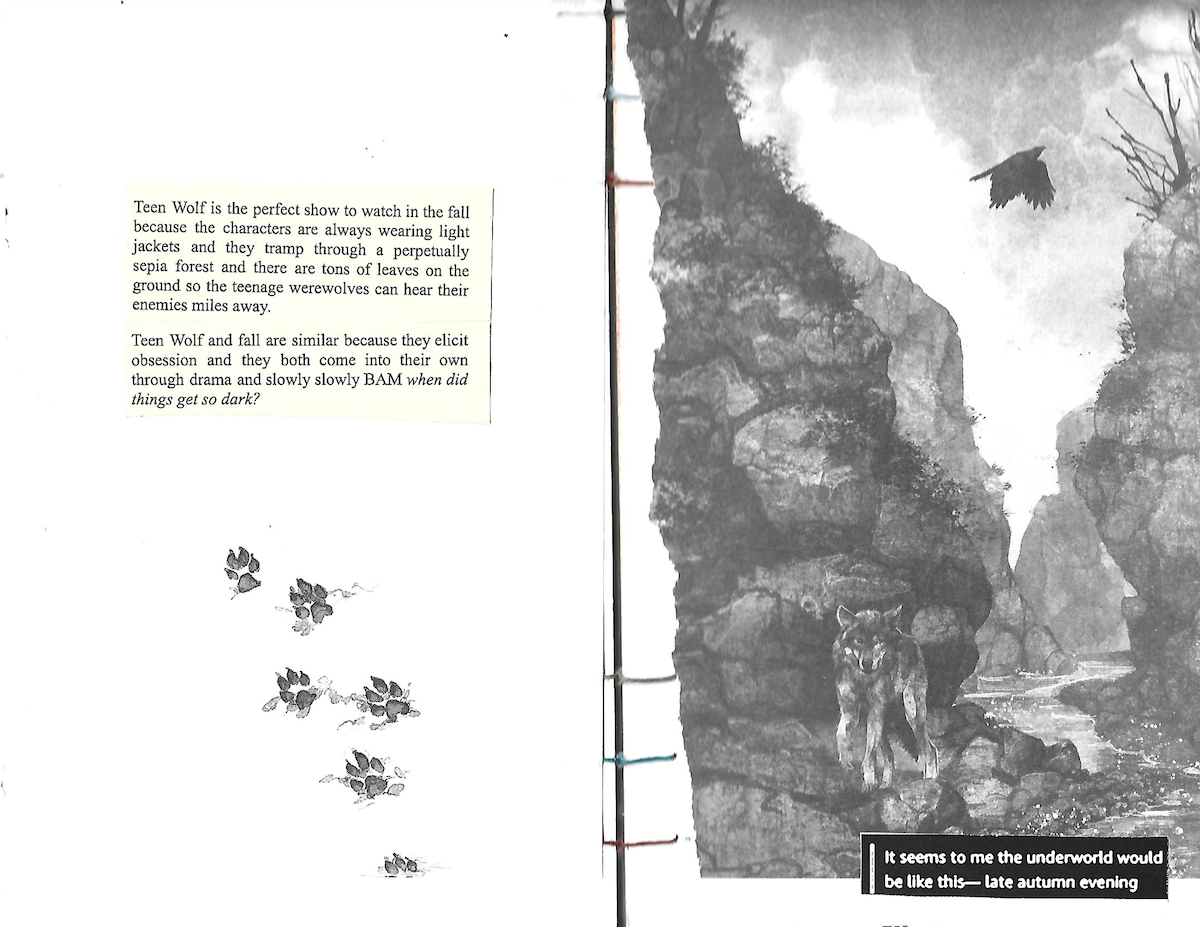 Teen Wolf is the perfect show to watch in the fall
because the characters are always wearing light
jackets and they tramp through a perpetually
sepia forest and there are tons of leaves on the
ground so the teenage werewolves can hear their
enemies miles away.
Teen Wolf and fall are similar because they elicit
obsession and they both come into their own
through drama and slowly slowly BAM when did
things get so dark?
It seems to me the underworld would
be like this— late autumn evening